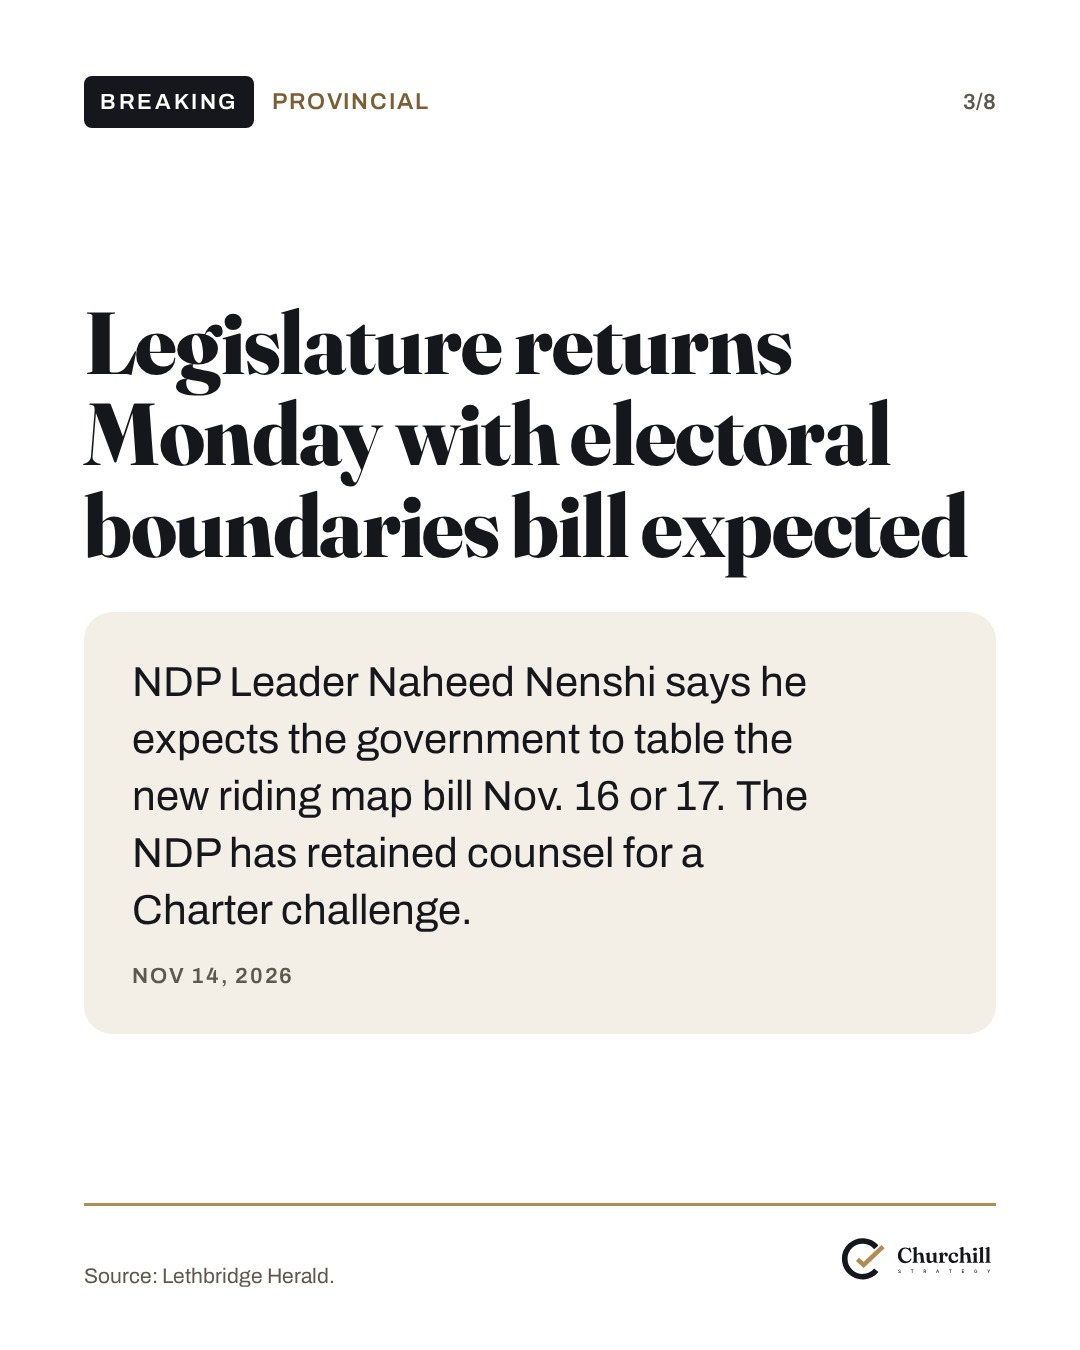 BREAKING PROVINCIAL 3/8
Legislature returns
Monday with electoral
boundaries bill expected
NDP Leader Naheed Nenshi says he
expects the government to table the
new riding map bill Nov. 16 or 17. The
NDP has retained counsel for a
Charter challenge.
NOV 14, 2026
Source: Lethbridge Herald.
Churchill
STRATEGY